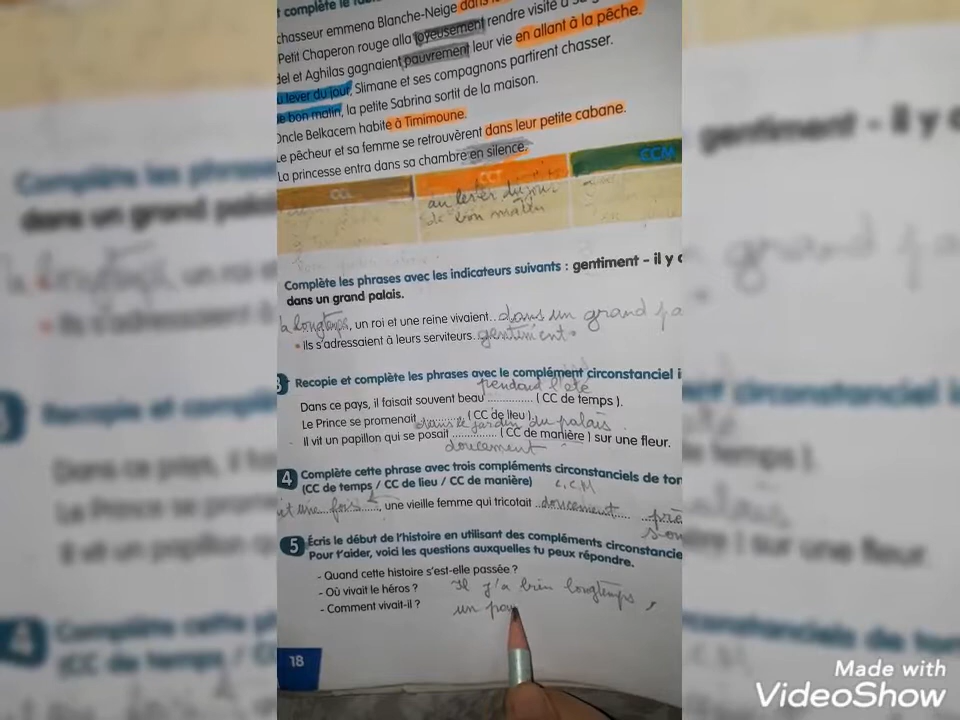 complète le
chasseur emmena Blanche-Neige dans
Petit Chaperon rouge alla joyeusement rendre visite à sa
del et Aghilas gagnaient pauvrement leur vie en allant à la pêche.
u lever du jour, Slimane et ses compagnons partirent chasser.
e bon matin, la petite Sabrina sortit de la maison.
Oncle Belkacem habite à Timimoune.
Le pêcheur et sa femme se retrouvèrent dans leur petite cabane.
La princesse entra dans sa chambre en silence.
CCL CCT CCM
au lever du jour
de bon matin
Complète les phrases avec les indicateurs suivants : gentiment – il y a
dans un grand palais.
a longtemps, un roi et une reine vivaient.. dans un grand pa
• Ils s'adressaient à leurs serviteurs. gentiment.
3 Recopie et complète les phrases avec le complément circonstanciel i
pendant l'été
Dans ce pays, il faisait souvent beau .............. ( CC de temps ).
Le Prince se promenait .............. ( CC de lieu ).
dans le jardin du palais.
Il vit un papillon qui se posait .............. ( CC de manière ) sur une fleur.
doucement
4 Complète cette phrase avec trois compléments circonstanciels de
(CC de temps / CC de lieu / CC de manière) C.C.M
it une fois, une vieille femme qui tricotait .. doucement .... près
son
5 Écris le début de l'histoire en utilisant des compléments circonstancie
Pour t'aider, voici les questions auxquelles tu peux répondre.
- Quand cette histoire s'est-elle passée ?
- Où vivait le héros ? Il y'a bien longtemps,
- Comment vivait-il ? un pau
18
Made with
VideoShow